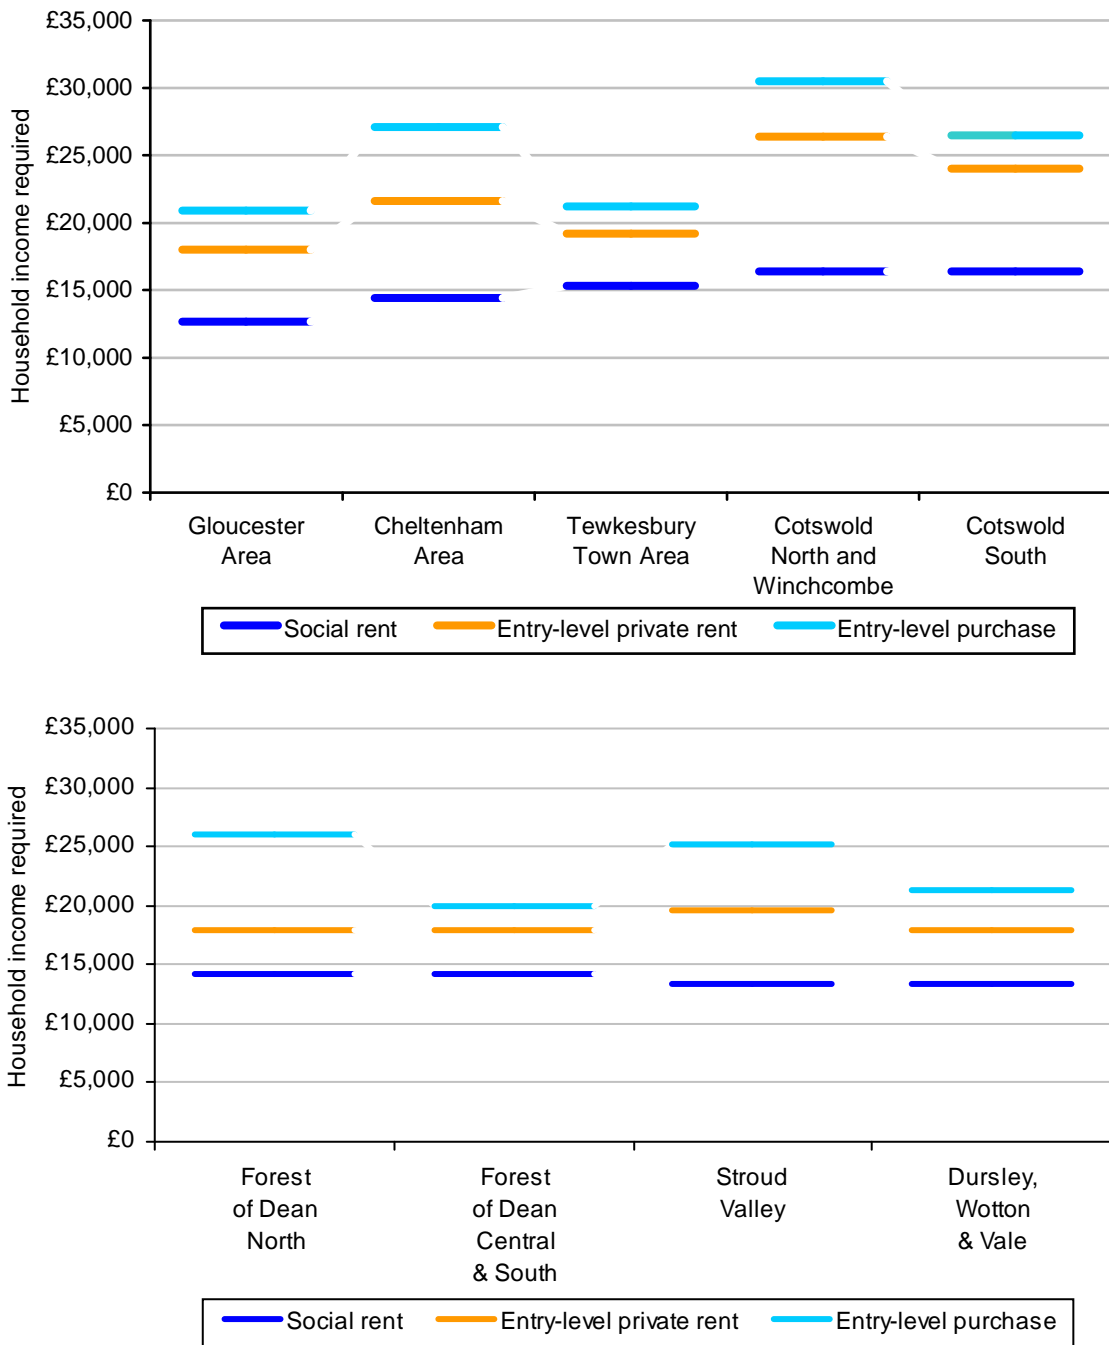 £35,000
£30,000
£25,000
£20,000
£15,000
£10,000
£5,000
£0
Household income required
Gloucester
Area
Cheltenham
Area
Tewkesbury
Town Area
Cotswold
North and
Winchcombe
Cotswold
South
Social rent Entry-level private rent Entry-level purchase
£35,000
£30,000
£25,000
£20,000
£15,000
£10,000
£5,000
£0
Household income required
Forest
of Dean
North
Forest
of Dean
Central
& South
Stroud
Valley
Dursley,
Wotton
& Vale
Social rent Entry-level private rent Entry-level purchase